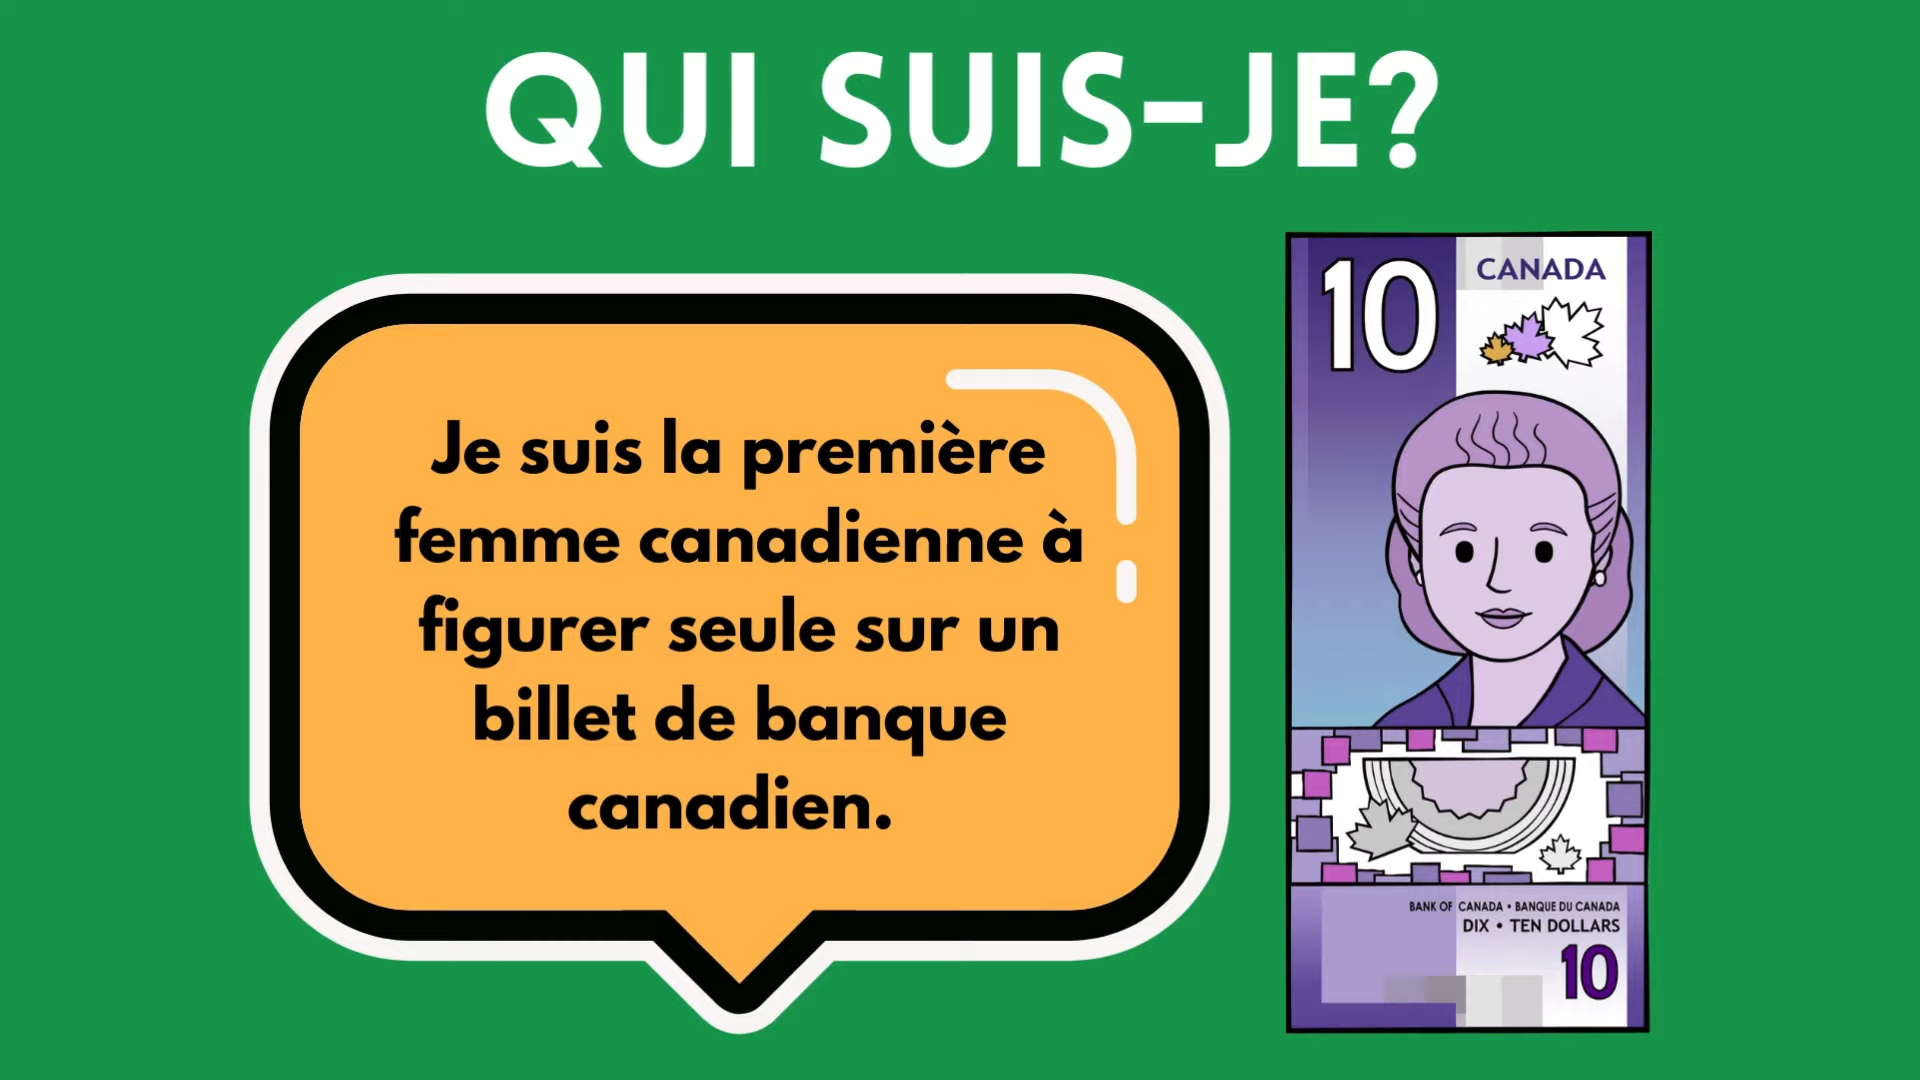 QUI SUIS-JE?
Je suis la première
femme canadienne à
figurer seule sur un
billet de banque
canadien.
10
CANADA
BANK OF CANADA • BANQUE DU CANADA
DIX • TEN DOLLARS
10